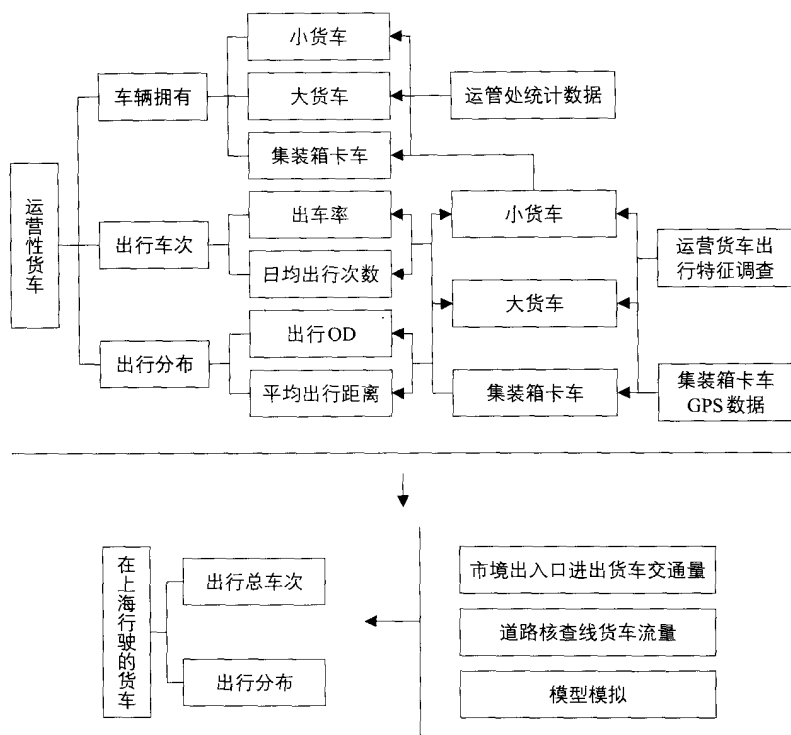 运营性货车
车辆拥有
小货车
大货车
集装箱卡车
运管处统计数据
出行车次
出车率
日均出行次数
出行分布
出行OD
平均出行距离
小货车
大货车
集装箱卡车
运营货车出
行特征调查
集装箱卡车
GPS数据
在上海行驶的货车
出行总车次
出行分布
市境出入口进出货车交通量
道路核查线货车流量
模型模拟